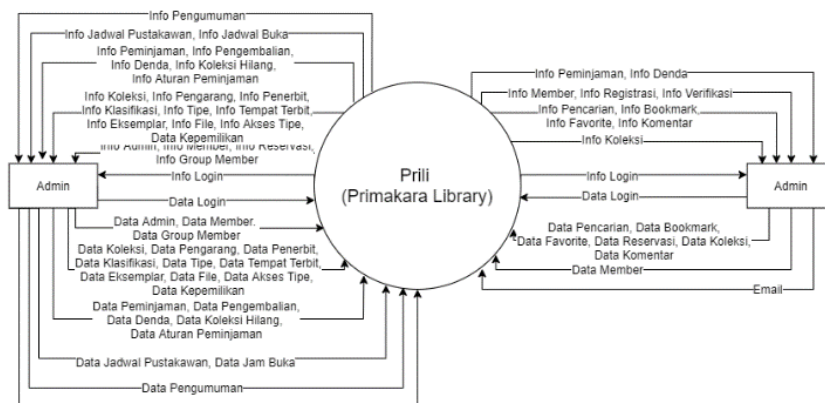 Info Pengumuman
Info Jadwal Pustakawan, Info Jadwal Buka
Info Peminjaman, Info Pengembalian,
Info Denda, Info Koleksi Hilang,
Info Aturan Peminjaman
Info Koleksi, Info Pengarang, Info Penerbit,
Info Klasifikasi, Info Tipe, Info Tempat Terbit,
Info Eksemplar, Info File, Info Akses Tipe,
Data Kepemilikan
Info Admin, Info Member, Info Reservasi,
Info Group Member
Info Login
Admin
Data Login
Data Admin, Data Member.
Data Group Member
Data Koleksi, Data Pengarang, Data Penerbit,
Data Klasifikasi, Data Tipe, Data Tempat Terbit,
Data Eksemplar, Data File, Data Akses Tipe,
Data Kepemilikan
Data Peminjaman, Data Pengembalian,
Data Denda, Data Koleksi Hilang,
Data Aturan Peminjaman
Data Jadwal Pustakawan, Data Jam Buka
Data Pengumuman
Prili
(Primakara Library)
Info Peminjaman, Info Denda
Info Member, Info Registrasi, Info Verifikasi
Info Pencarian, Info Bookmark,
Info Favorite, Info Komentar
Info Koleksi
Info Login
Admin
Data Login
Data Pencarian, Data Bookmark,
Data Favorite, Data Reservasi, Data Koleksi,
Data Komentar
Data Member
Email